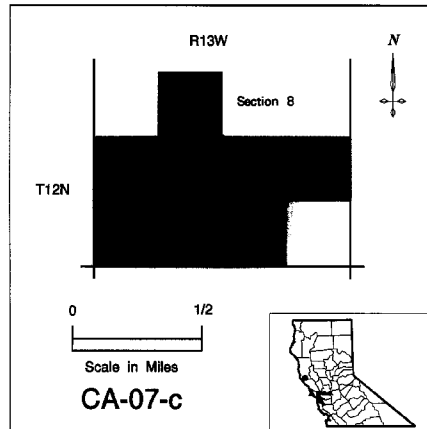 R13W
N
Section 8
T12N
0 1/2
Scale in Miles
CA-07-c